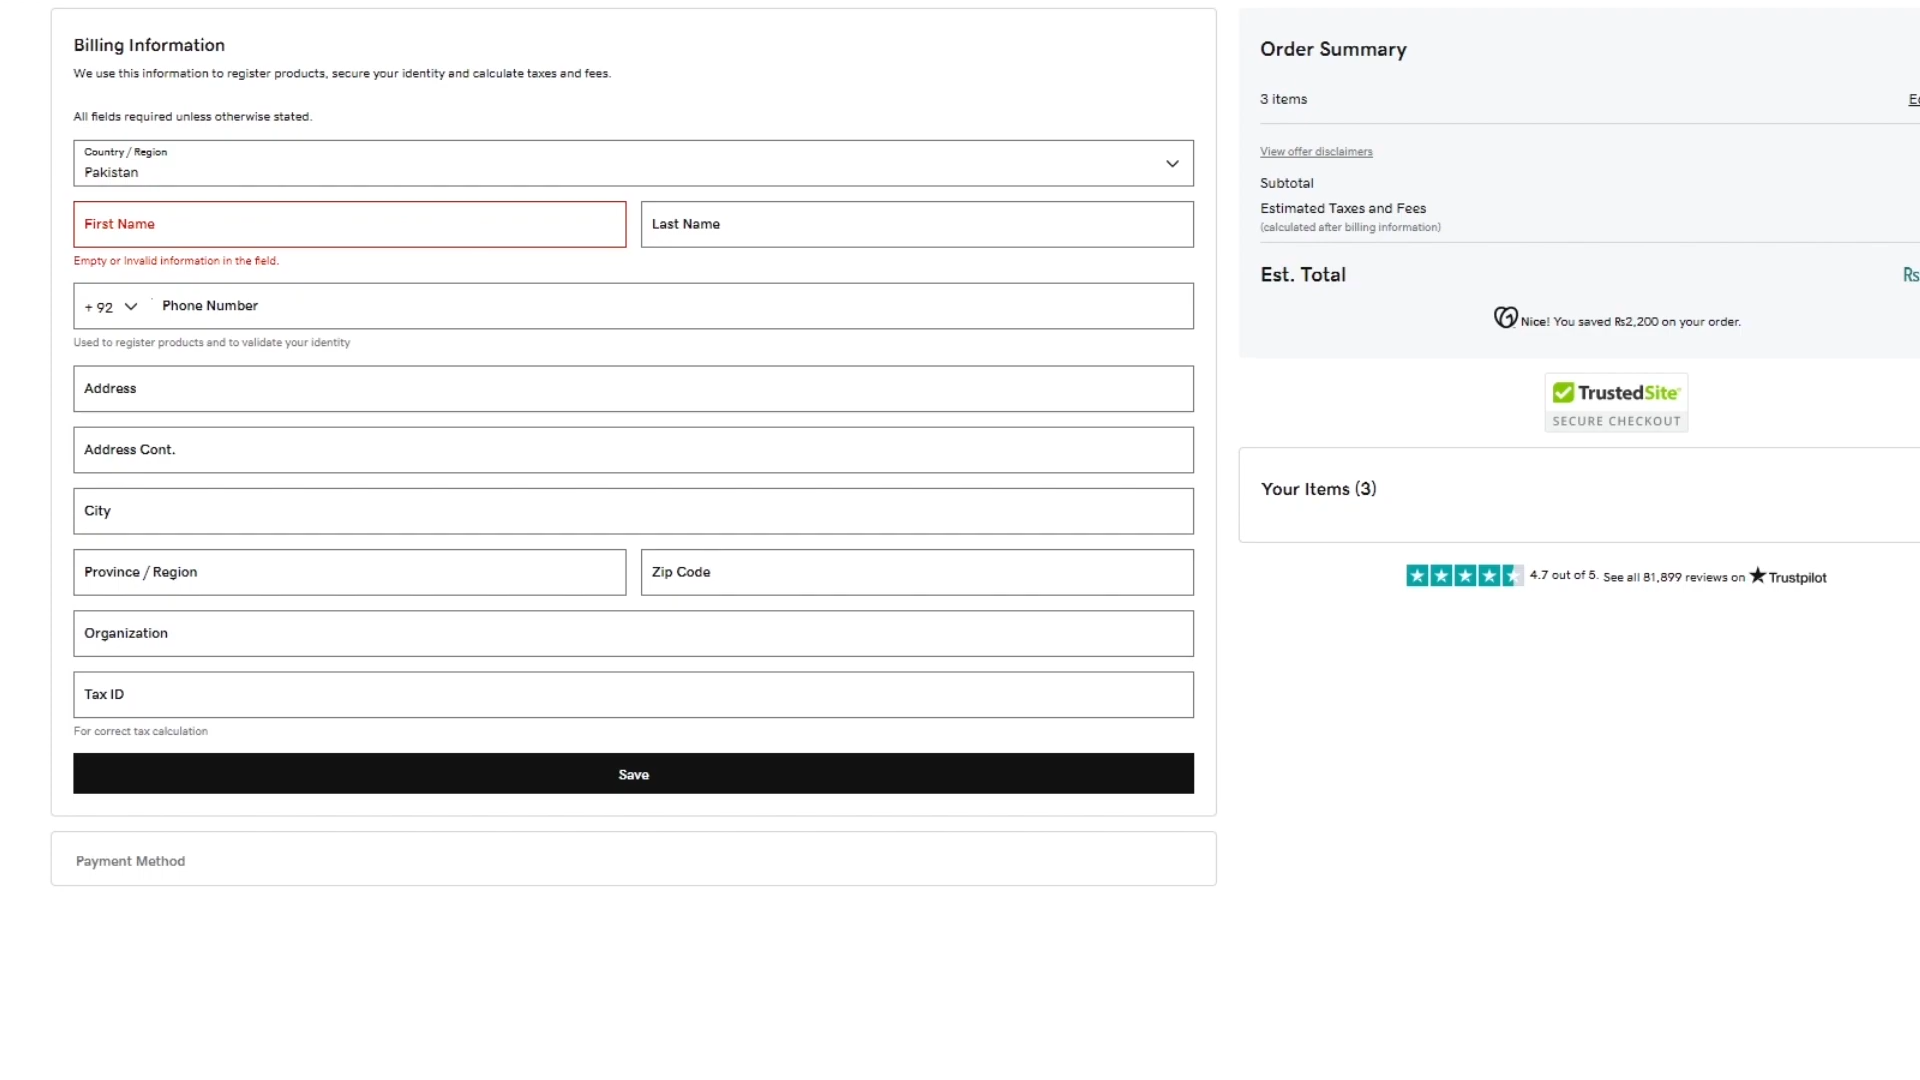 Billing Information
We use this information to register products, secure your identity and calculate taxes and fees.
All fields required unless otherwise stated.
Country / Region
Pakistan
First Name
Last Name
Empty or Invalid information in the field.
+ 92
Phone Number
Used to register products and to validate your identity
Address
Address Cont.
City
Province / Region
Zip Code
Organization
Tax ID
For correct tax calculation
Save
Payment Method
Order Summary
3 items
View offer disclaimers
Subtotal
Estimated Taxes and Fees
(calculated after billing information)
Est. Total
Rs
Nice! You saved Rs2,200 on your order.
TrustedSite
SECURE CHECKOUT
Your Items (3)
4.7 out of 5. See all 81,899 reviews on Trustpilot